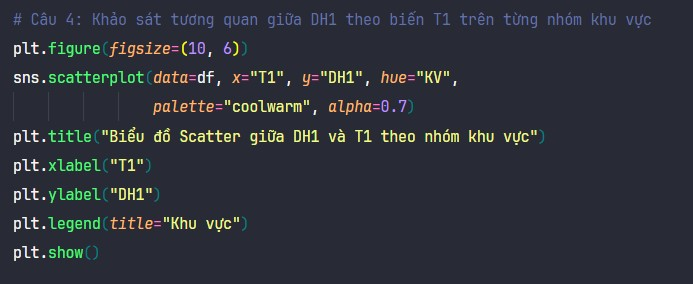 # Câu 4: Khảo sát tương quan giữa DH1 theo biến T1 trên từng nhóm khu vực
plt.figure(figsize=(10, 6))
sns.scatterplot(data=df, x="T1", y="DH1", hue="KV",
                palette="coolwarm", alpha=0.7)
plt.title("Biểu đồ Scatter giữa DH1 và T1 theo nhóm khu vực")
plt.xlabel("T1")
plt.ylabel("DH1")
plt.legend(title="Khu vực")
plt.show()